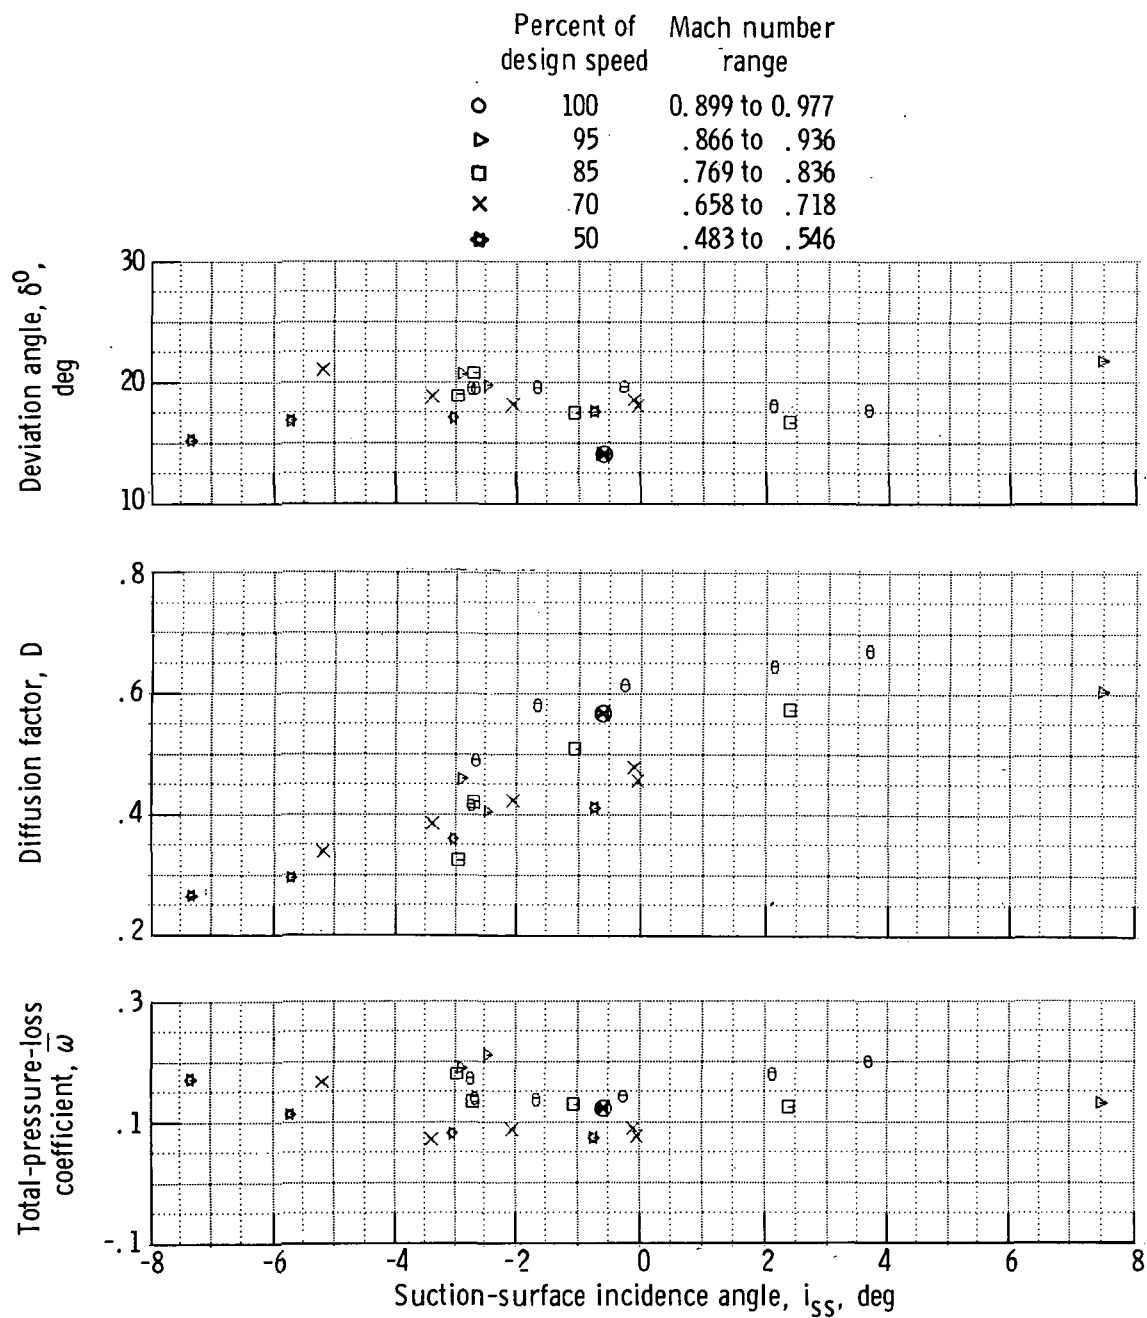 Percent of Mach number
design speed range
100 0.899 to 0.977
95 .866 to .936
85 .769 to .836
70 .658 to .718
50 .483 to .546
Deviation angle, δ°,
deg
30
20
10
Diffusion factor, D
.8
.6
.4
.2
Total-pressure-loss
coefficient, ω̅
.3
.1
-.1
-8 -6 -4 -2 0 2 4 6 8
Suction-surface incidence angle, iss, deg